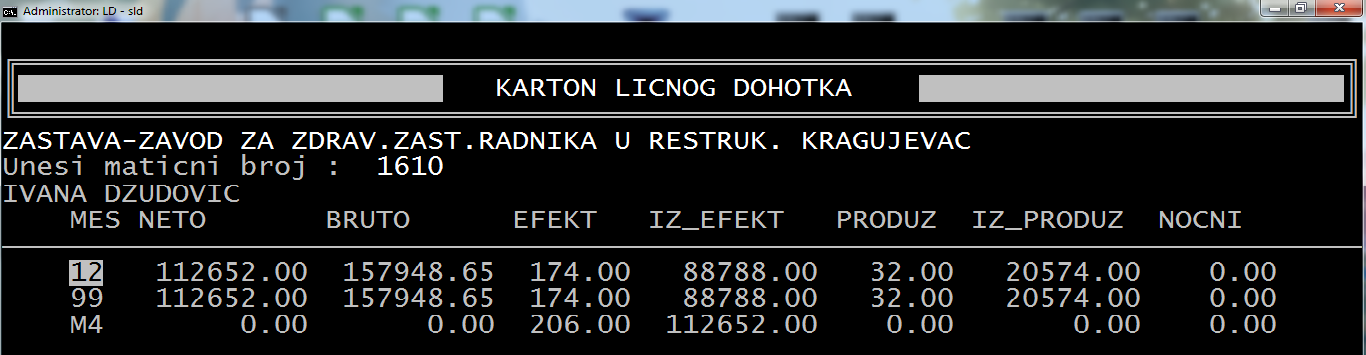 Administrator: LD - sld
KARTON LICNOG DOHOTKA
ZASTAVA-ZAVOD ZA ZDRAV.ZAST.RADNIKA U RESTRUK. KRAGUJEVAC
Unesi maticni broj : 1610
IVANA DZUDOVIC
MES NETO BRUTO EFEKT IZ_EFEKT PRODUZ IZ_PRODUZ NOCNI
12 112652.00 157948.65 174.00 88788.00 32.00 20574.00 0.00
99 112652.00 157948.65 174.00 88788.00 32.00 20574.00 0.00
M4 0.00 0.00 206.00 112652.00 0.00 0.00 0.00